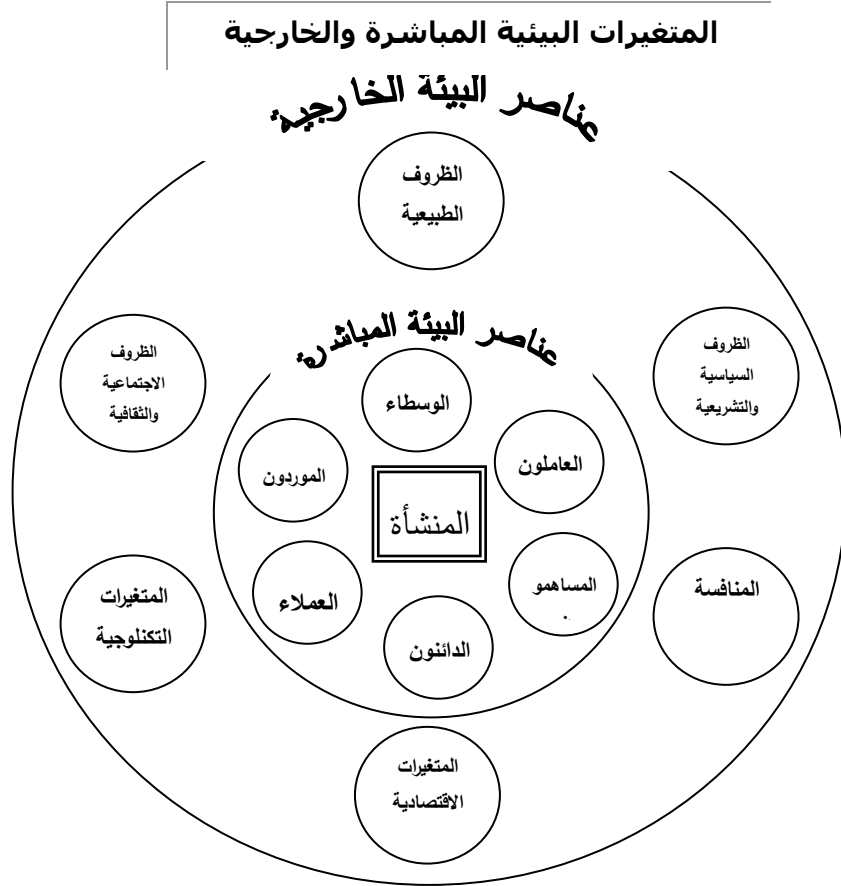 المتغيرات البيئية المباشرة والخارجية
عناصر البيئة الخارجية
الظروف
الطبيعية
الظروف
السياسية
والتشريعية
الظروف
الاجتماعية
والثقافية
عناصر البيئة المباشرة
الوسطاء
العاملون
الموردون
المنشأة
المساهمو
العملاء
الدائنون
المنافسة
المتغيرات
التكنلوجية
المتغيرات
الاقتصادية